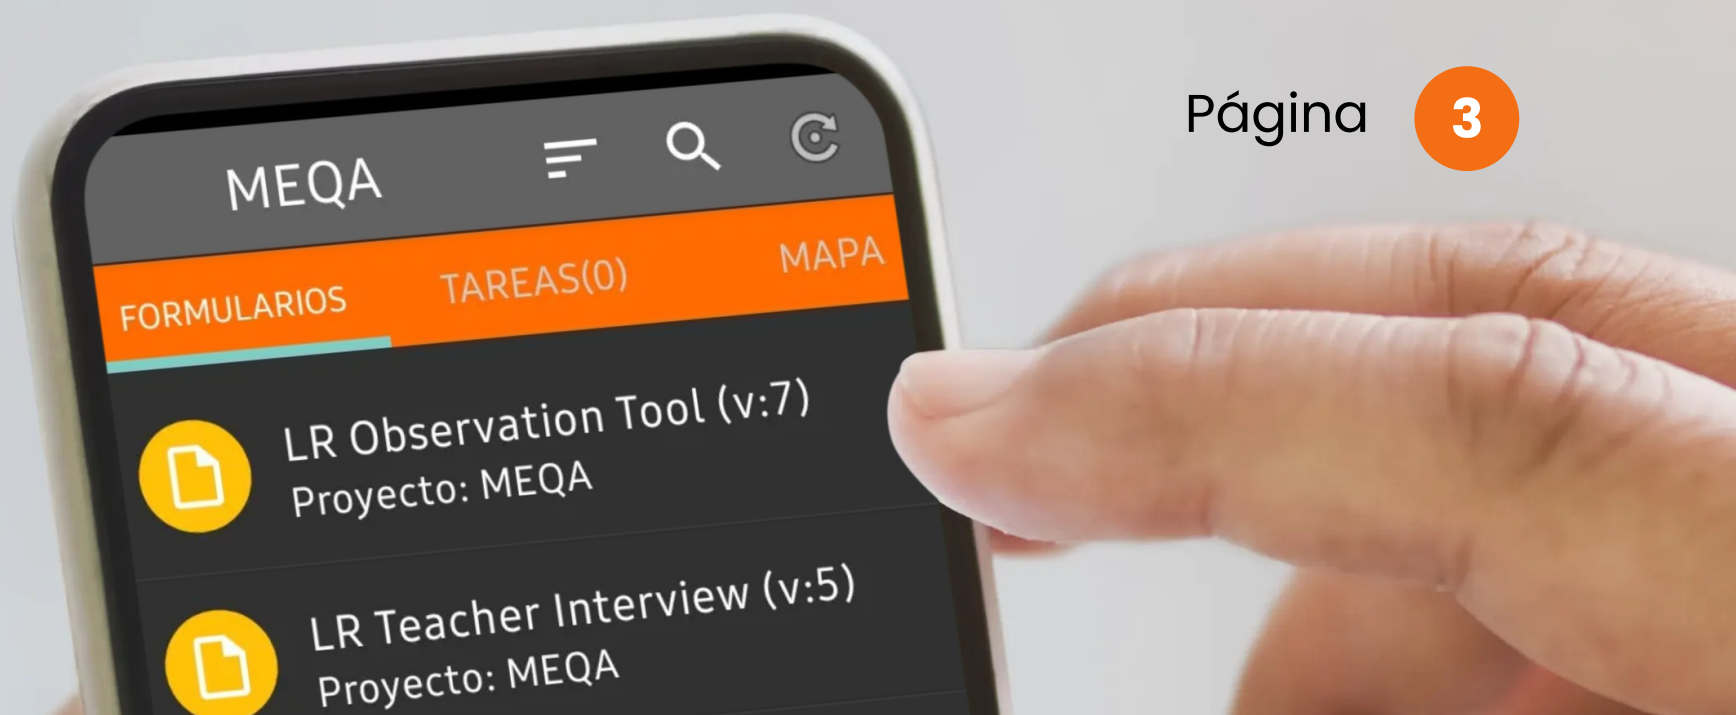 Página 3
MEQA
FORMULARIOS TAREAS(0) MAPA
LR Observation Tool (v:7)
Proyecto: MEQA
LR Teacher Interview (v:5)
Proyecto: MEQA